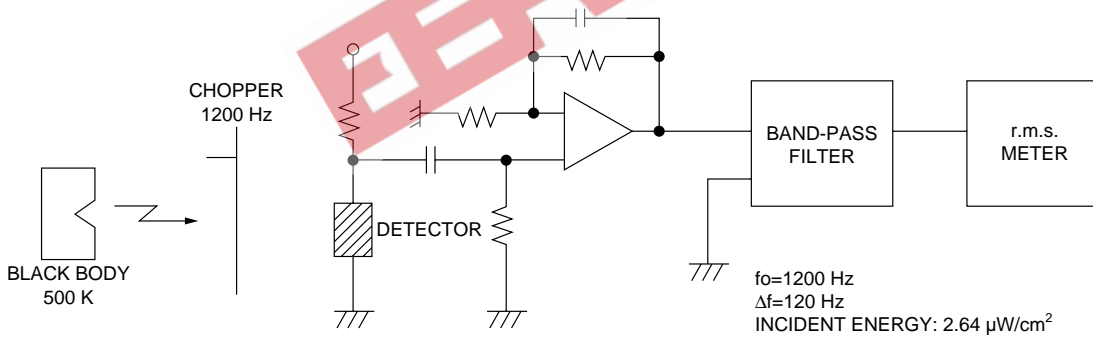 CHOPPER
1200 Hz
BLACK BODY
500 K
DETECTOR
BAND-PASS
FILTER
r.m.s.
METER
fo=1200 Hz
Δf=120 Hz
INCIDENT ENERGY: 2.64 μW/cm²